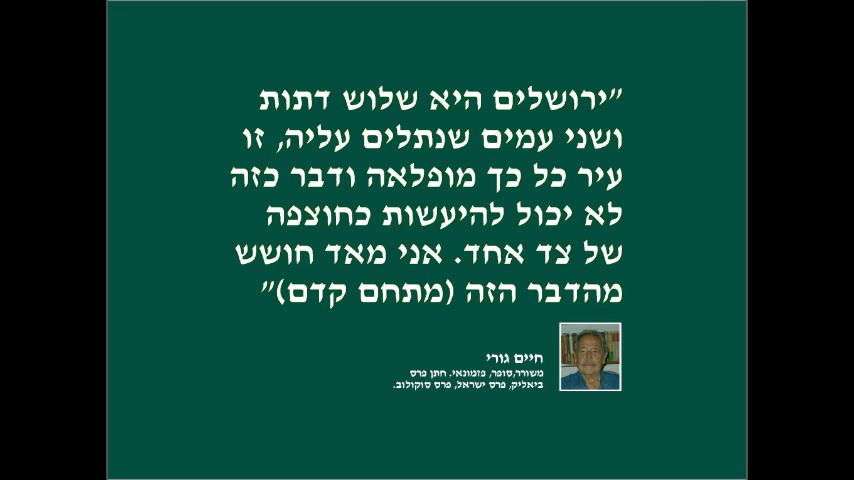 "ירושלים היא שלוש דתות
ושני עמים שנתלים עליה, זו
עיר כל כך מופלאה ודבר כזה
לא יכול להיעשות כחוצפה
של צד אחד. אני מאד חושש
מהדבר הזה (מתחם קדם)"
חיים גורי
משורר,סופר, פזמונאי. חתן פרס
ביאליק, פרס ישראל, פרס סוקולוב.